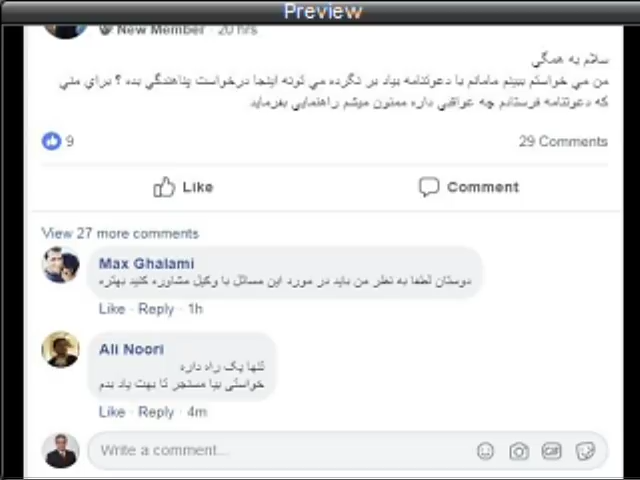 Preview
New Member · 20 hrs
سلام به همگی
من می خواستم ببینم مامانم با دعوتنامه بیاد بر نگرده می تونه اینجا درخواست پناهندگی بده ؟ برای منی
که دعوتنامه فرستادم چه عواقبی داره ممنون میشم راهنمایی بفرماید
9
29 Comments
Like
Comment
View 27 more comments
Max Ghalami
دوستان لطفا به نظر من باید در مورد این مسائل با وکیل مشاوره کنید بهتره
Like · Reply · 1h
Ali Noori
تنها یک راه داره
خواستی بیا مسنجر تا بهت یاد بدم
Like · Reply · 4m
Write a comment...
GIF